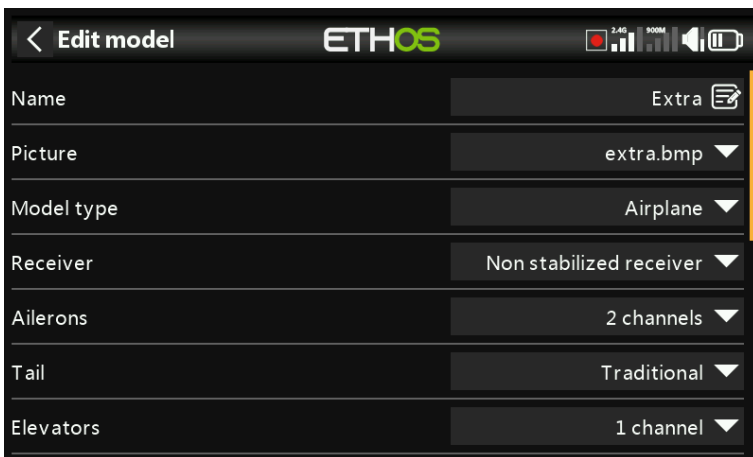 Edit model ETHOS 2.4G 900M
Name Extra
Picture extra.bmp
Model type Airplane
Receiver Non stabilized receiver
Ailerons 2 channels
Tail Traditional
Elevators 1 channel